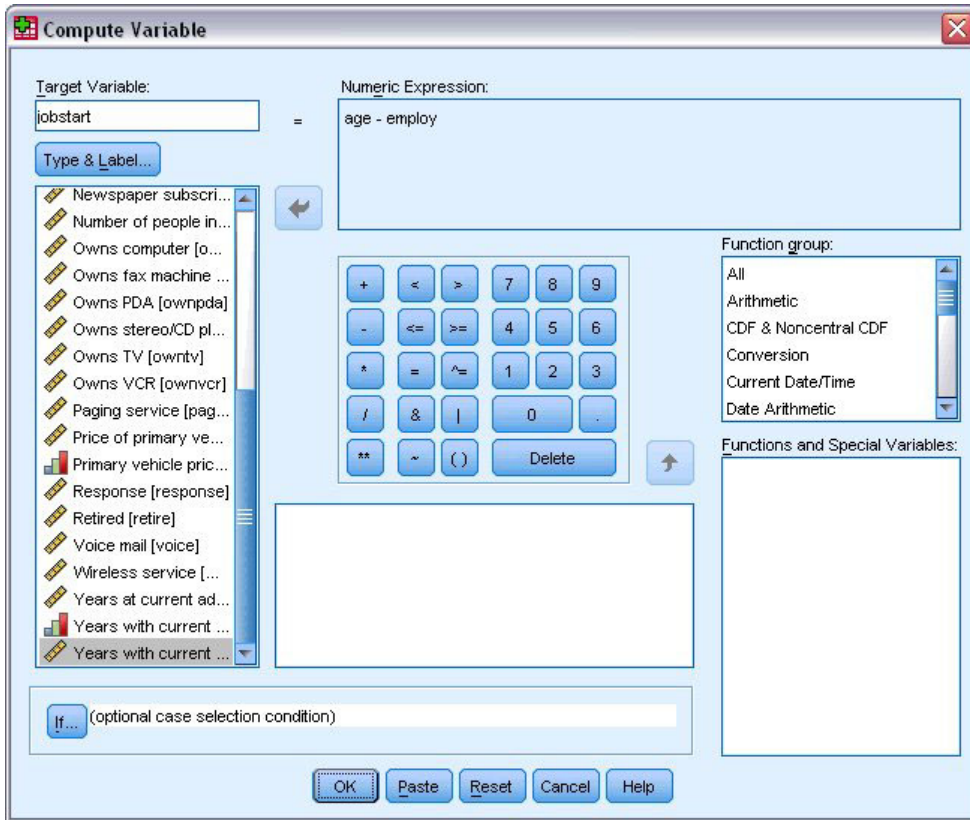 Compute Variable
Target Variable:
jobstart
=
Numeric Expression:
age - employ
Type & Label...
Newspaper subscri...
Number of people in...
Owns computer [o...
Owns fax machine ...
Owns PDA [ownpda]
Owns stereo/CD pl...
Owns TV [owntv]
Owns VCR [ownvcr]
Paging service [pag...
Price of primary ve...
Primary vehicle pric...
Response [response]
Retired [retire]
Voice mail [voice]
Wireless service [...
Years at current ad...
Years with current ...
Years with current ...
+ < > 7 8 9
- <= >= 4 5 6
* = ~= 1 2 3
/ & | 0 .
** ~ ( ) Delete
Function group:
All
Arithmetic
CDF & Noncentral CDF
Conversion
Current Date/Time
Date Arithmetic
Functions and Special Variables:
If... (optional case selection condition)
OK Paste Reset Cancel Help